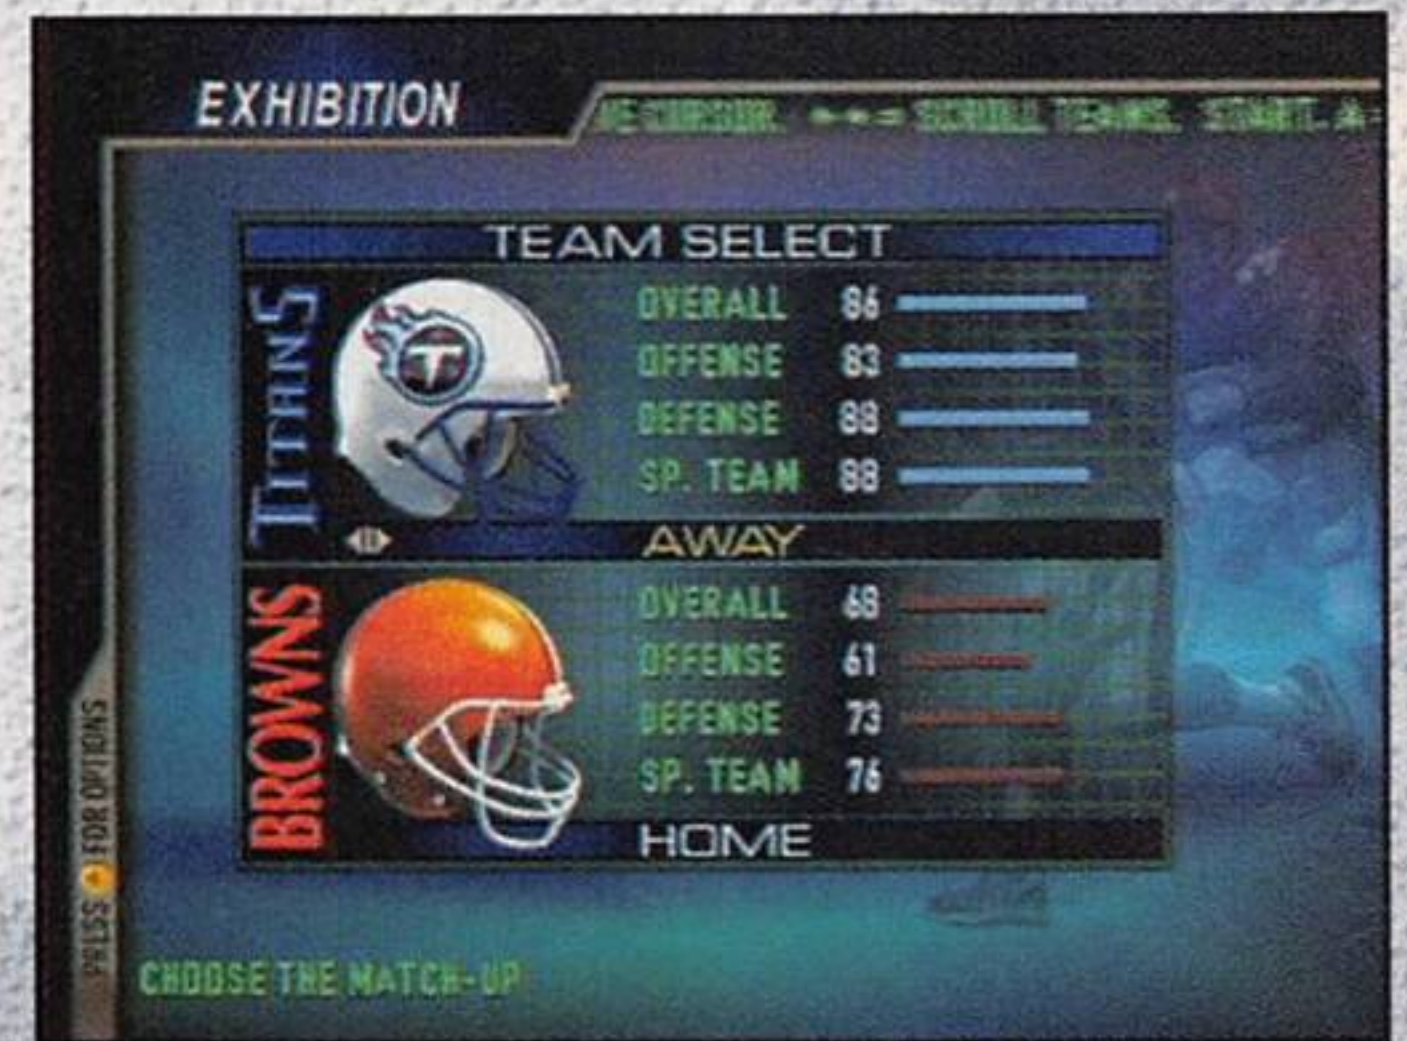 EXHIBITION
SCROLL TEAMS. START. A=
TEAM SELECT
TITANS
T
OVERALL 86
OFFENSE 83
DEFENSE 88
SP. TEAM 88
AWAY
BROWNS
OVERALL 68
OFFENSE 61
DEFENSE 73
SP. TEAM 76
HOME
PRESS FOR OPTIONS
CHOOSE THE MATCH-UP